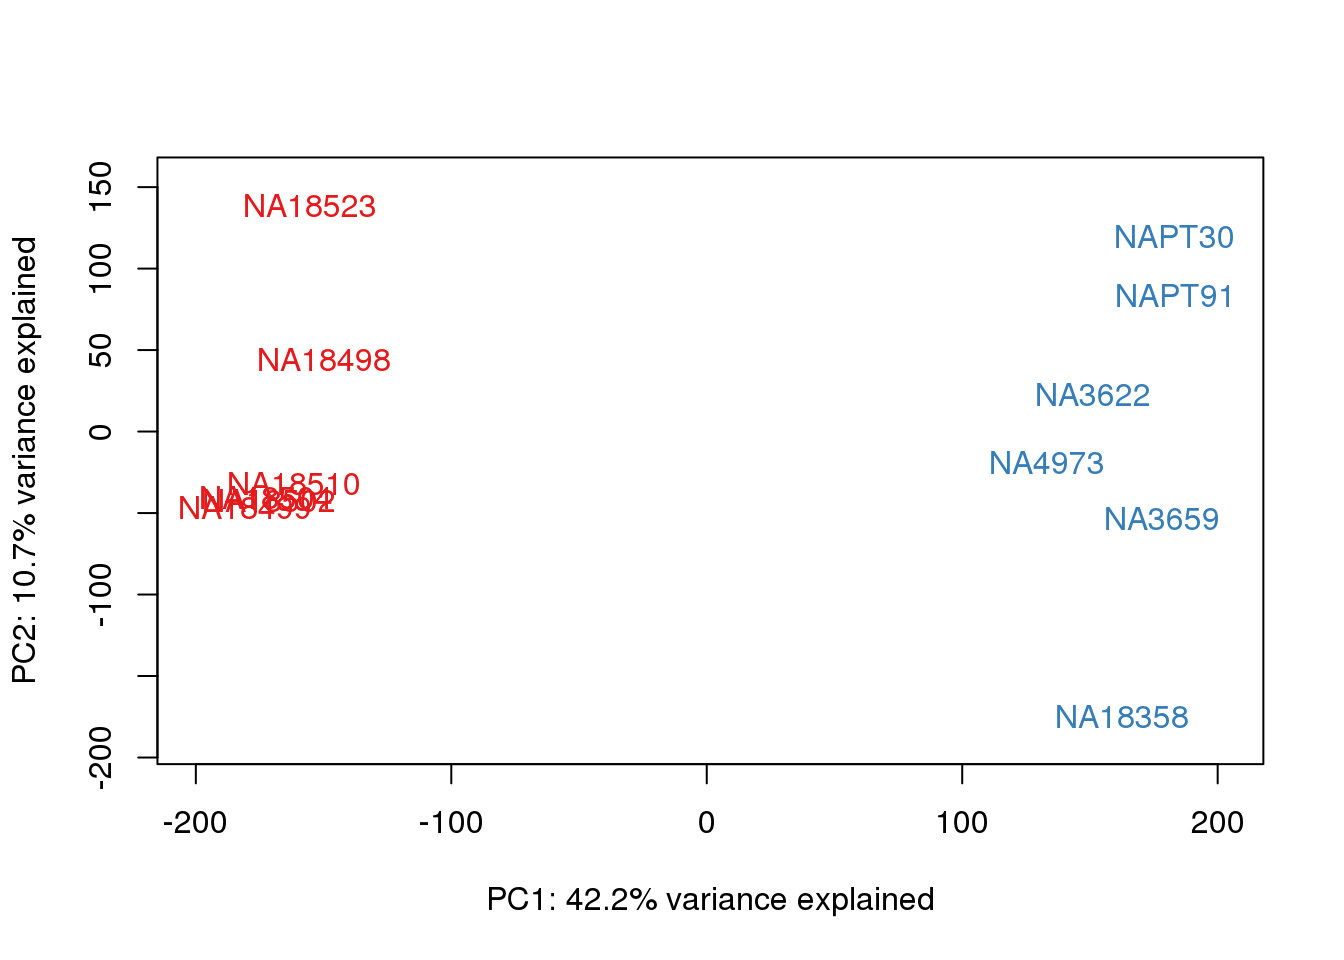 NA18523
NAPT30
NAPT91
NA18498
NA3622
NA4973
NA18510
NA18499
NA3659
NA18358
150
100
50
0
-100
-200
-200
-100
0
100
200
PC1: 42.2% variance explained
PC2: 10.7% variance explained